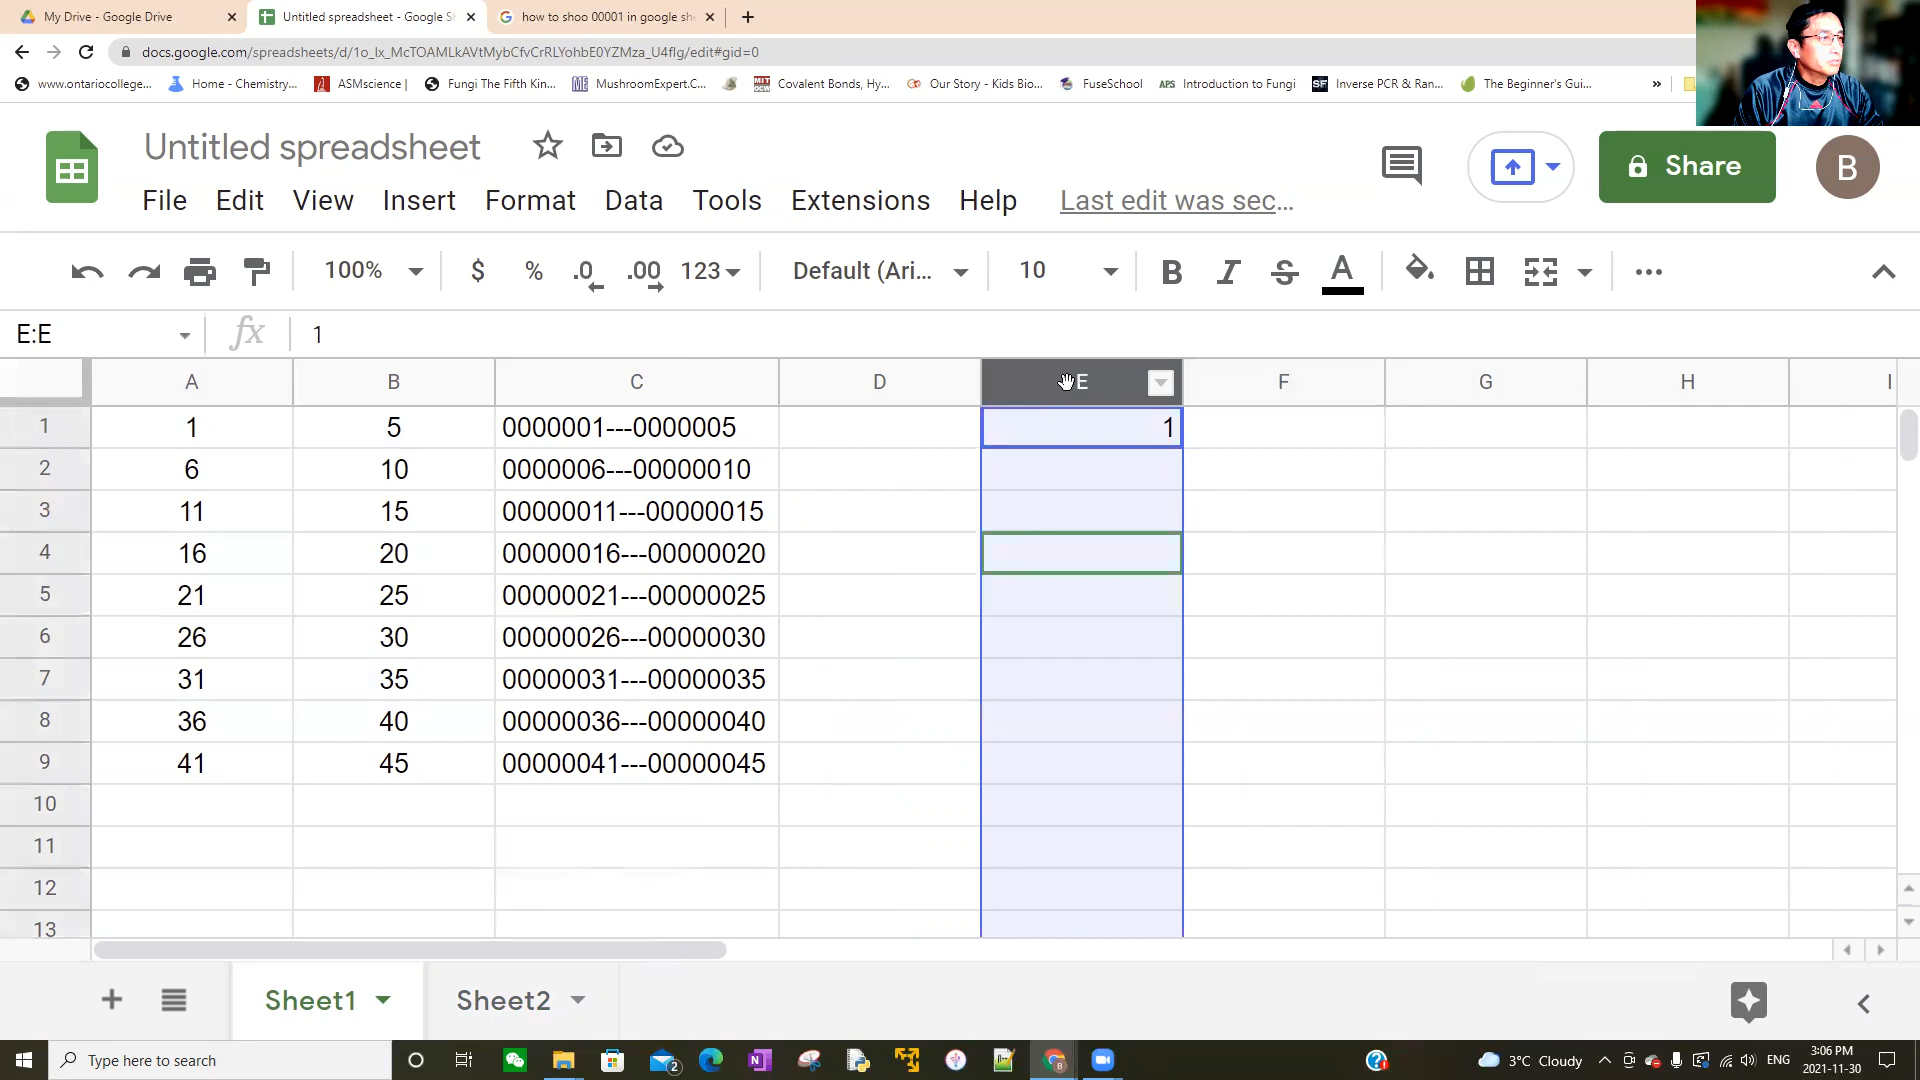 My Drive - Google Drive
Untitled spreadsheet - Google S
how to shoo 00001 in google she
docs.google.com/spreadsheets/d/1o_Ix_McTOAMLkAVtMybCfvCrRLYohbE0YZMza_U4fIg/edit#gid=0
www.ontariocollege... Home - Chemistry... ASMscience | Fungi The Fifth Kin... MushroomExpert.C... Covalent Bonds, Hy... Our Story - Kids Bio... FuseSchool APS Introduction to Fungi SF Inverse PCR & Ran... The Beginner's Gui... »
Untitled spreadsheet
Share
B
File Edit View Insert Format Data Tools Extensions Help Last edit was sec...
100% $ % .0 .00 123 Default (Ari... 10 B I S A
E:E fx 1
A B C D E F G H I
1 1 5 0000001---0000005 1
2 6 10 0000006---00000010
3 11 15 00000011---00000015
4 16 20 00000016---00000020
5 21 25 00000021---00000025
6 26 30 00000026---00000030
7 31 35 00000031---00000035
8 36 40 00000036---00000040
9 41 45 00000041---00000045
10
11
12
13
Sheet1 Sheet2
Type here to search
2
3°C Cloudy
ENG
3:06 PM
2021-11-30